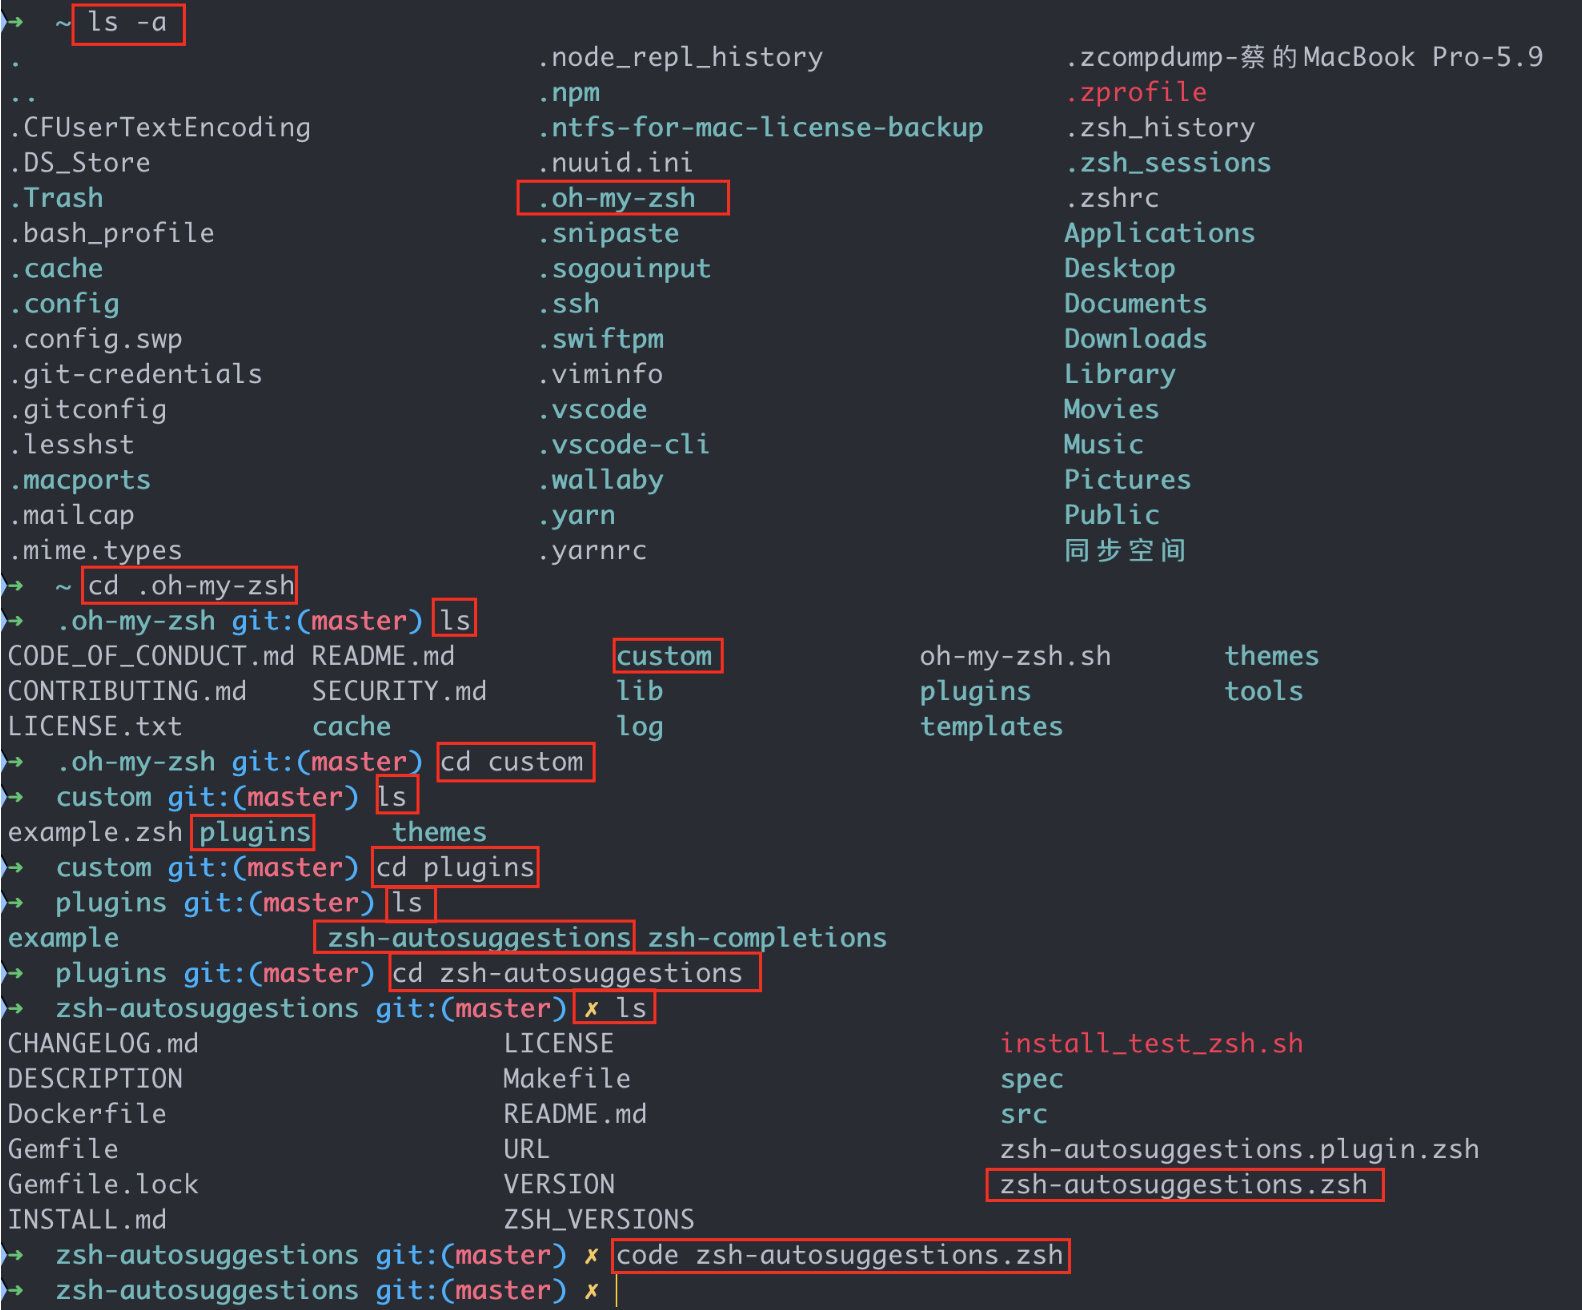 ➜ ~ ls -a
. .node_repl_history .zcompdump-蔡的MacBook Pro-5.9
.. .npm .zprofile
.CFUserTextEncoding .ntfs-for-mac-license-backup .zsh_history
.DS_Store .nuuid.ini .zsh_sessions
.Trash .oh-my-zsh .zshrc
.bash_profile .snipaste Applications
.cache .sogouinput Desktop
.config .ssh Documents
.config.swp .swiftpm Downloads
.git-credentials .viminfo Library
.gitconfig .vscode Movies
.lesshst .vscode-cli Music
.macports .wallaby Pictures
.mailcap .yarn Public
.mime.types .yarnrc 同步空间
➜ ~ cd .oh-my-zsh
➜ .oh-my-zsh git:(master) ls
CODE_OF_CONDUCT.md README.md custom oh-my-zsh.sh themes
CONTRIBUTING.md SECURITY.md lib plugins tools
LICENSE.txt cache log templates
➜ .oh-my-zsh git:(master) cd custom
➜ custom git:(master) ls
example.zsh plugins themes
➜ custom git:(master) cd plugins
➜ plugins git:(master) ls
example zsh-autosuggestions zsh-completions
➜ plugins git:(master) cd zsh-autosuggestions
➜ zsh-autosuggestions git:(master) ✗ ls
CHANGELOG.md LICENSE install_test_zsh.sh
DESCRIPTION Makefile spec
Dockerfile README.md src
Gemfile URL zsh-autosuggestions.plugin.zsh
Gemfile.lock VERSION zsh-autosuggestions.zsh
INSTALL.md ZSH_VERSIONS
➜ zsh-autosuggestions git:(master) ✗ code zsh-autosuggestions.zsh
➜ zsh-autosuggestions git:(master) ✗